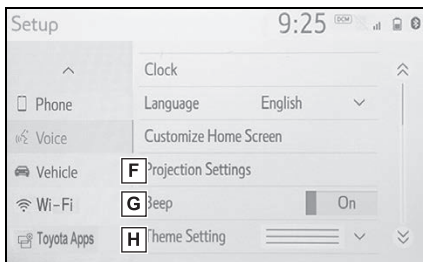 Setup
9:25
DCM
Clock
Phone
Language English
Voice
Customize Home Screen
Vehicle
F Projection Settings
Wi-Fi
G Beep On
Toyota Apps
H Theme Setting